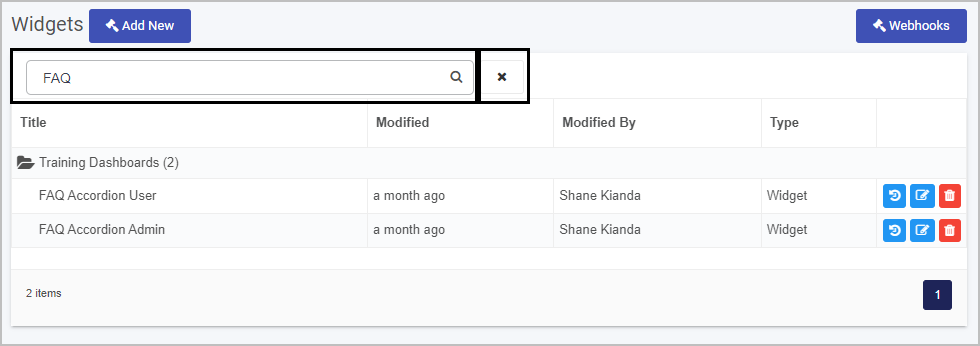 Widgets Add New Webhooks
FAQ
Title Modified Modified By Type
Training Dashboards (2)
FAQ Accordion User a month ago Shane Kianda Widget
FAQ Accordion Admin a month ago Shane Kianda Widget
2 items 1